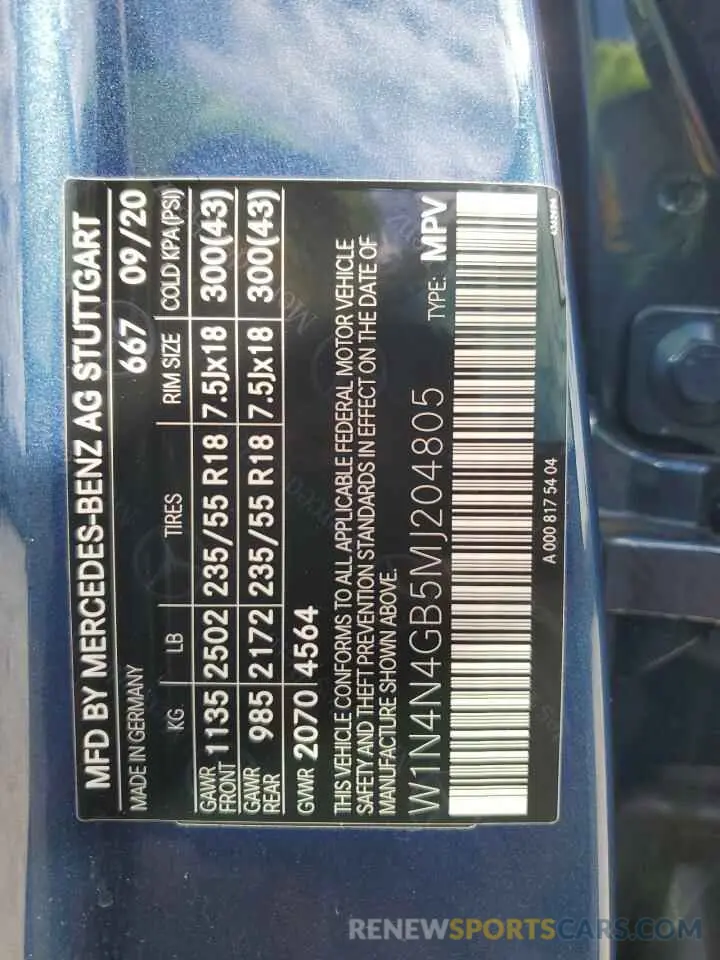 MFD BY MERCEDES-BENZ AG STUTTGART
MADE IN GERMANY 667 09/20
KG LB TIRES RIM SIZE COLD KPA(PSI)
GAWR FRONT 1135 2502 235/55 R18 7.5Jx18 300(43)
GAWR REAR 985 2172 235/55 R18 7.5Jx18 300(43)
GVWR 2070 4564
THIS VEHICLE CONFORMS TO ALL APPLICABLE FEDERAL MOTOR VEHICLE
SAFETY AND THEFT PREVENTION STANDARDS IN EFFECT ON THE DATE OF
MANUFACTURE SHOWN ABOVE.
W1N4N4GB5MJ204805 TYPE: MPV
A 000 817 54 04
RENEWSPORTSCARS.COM